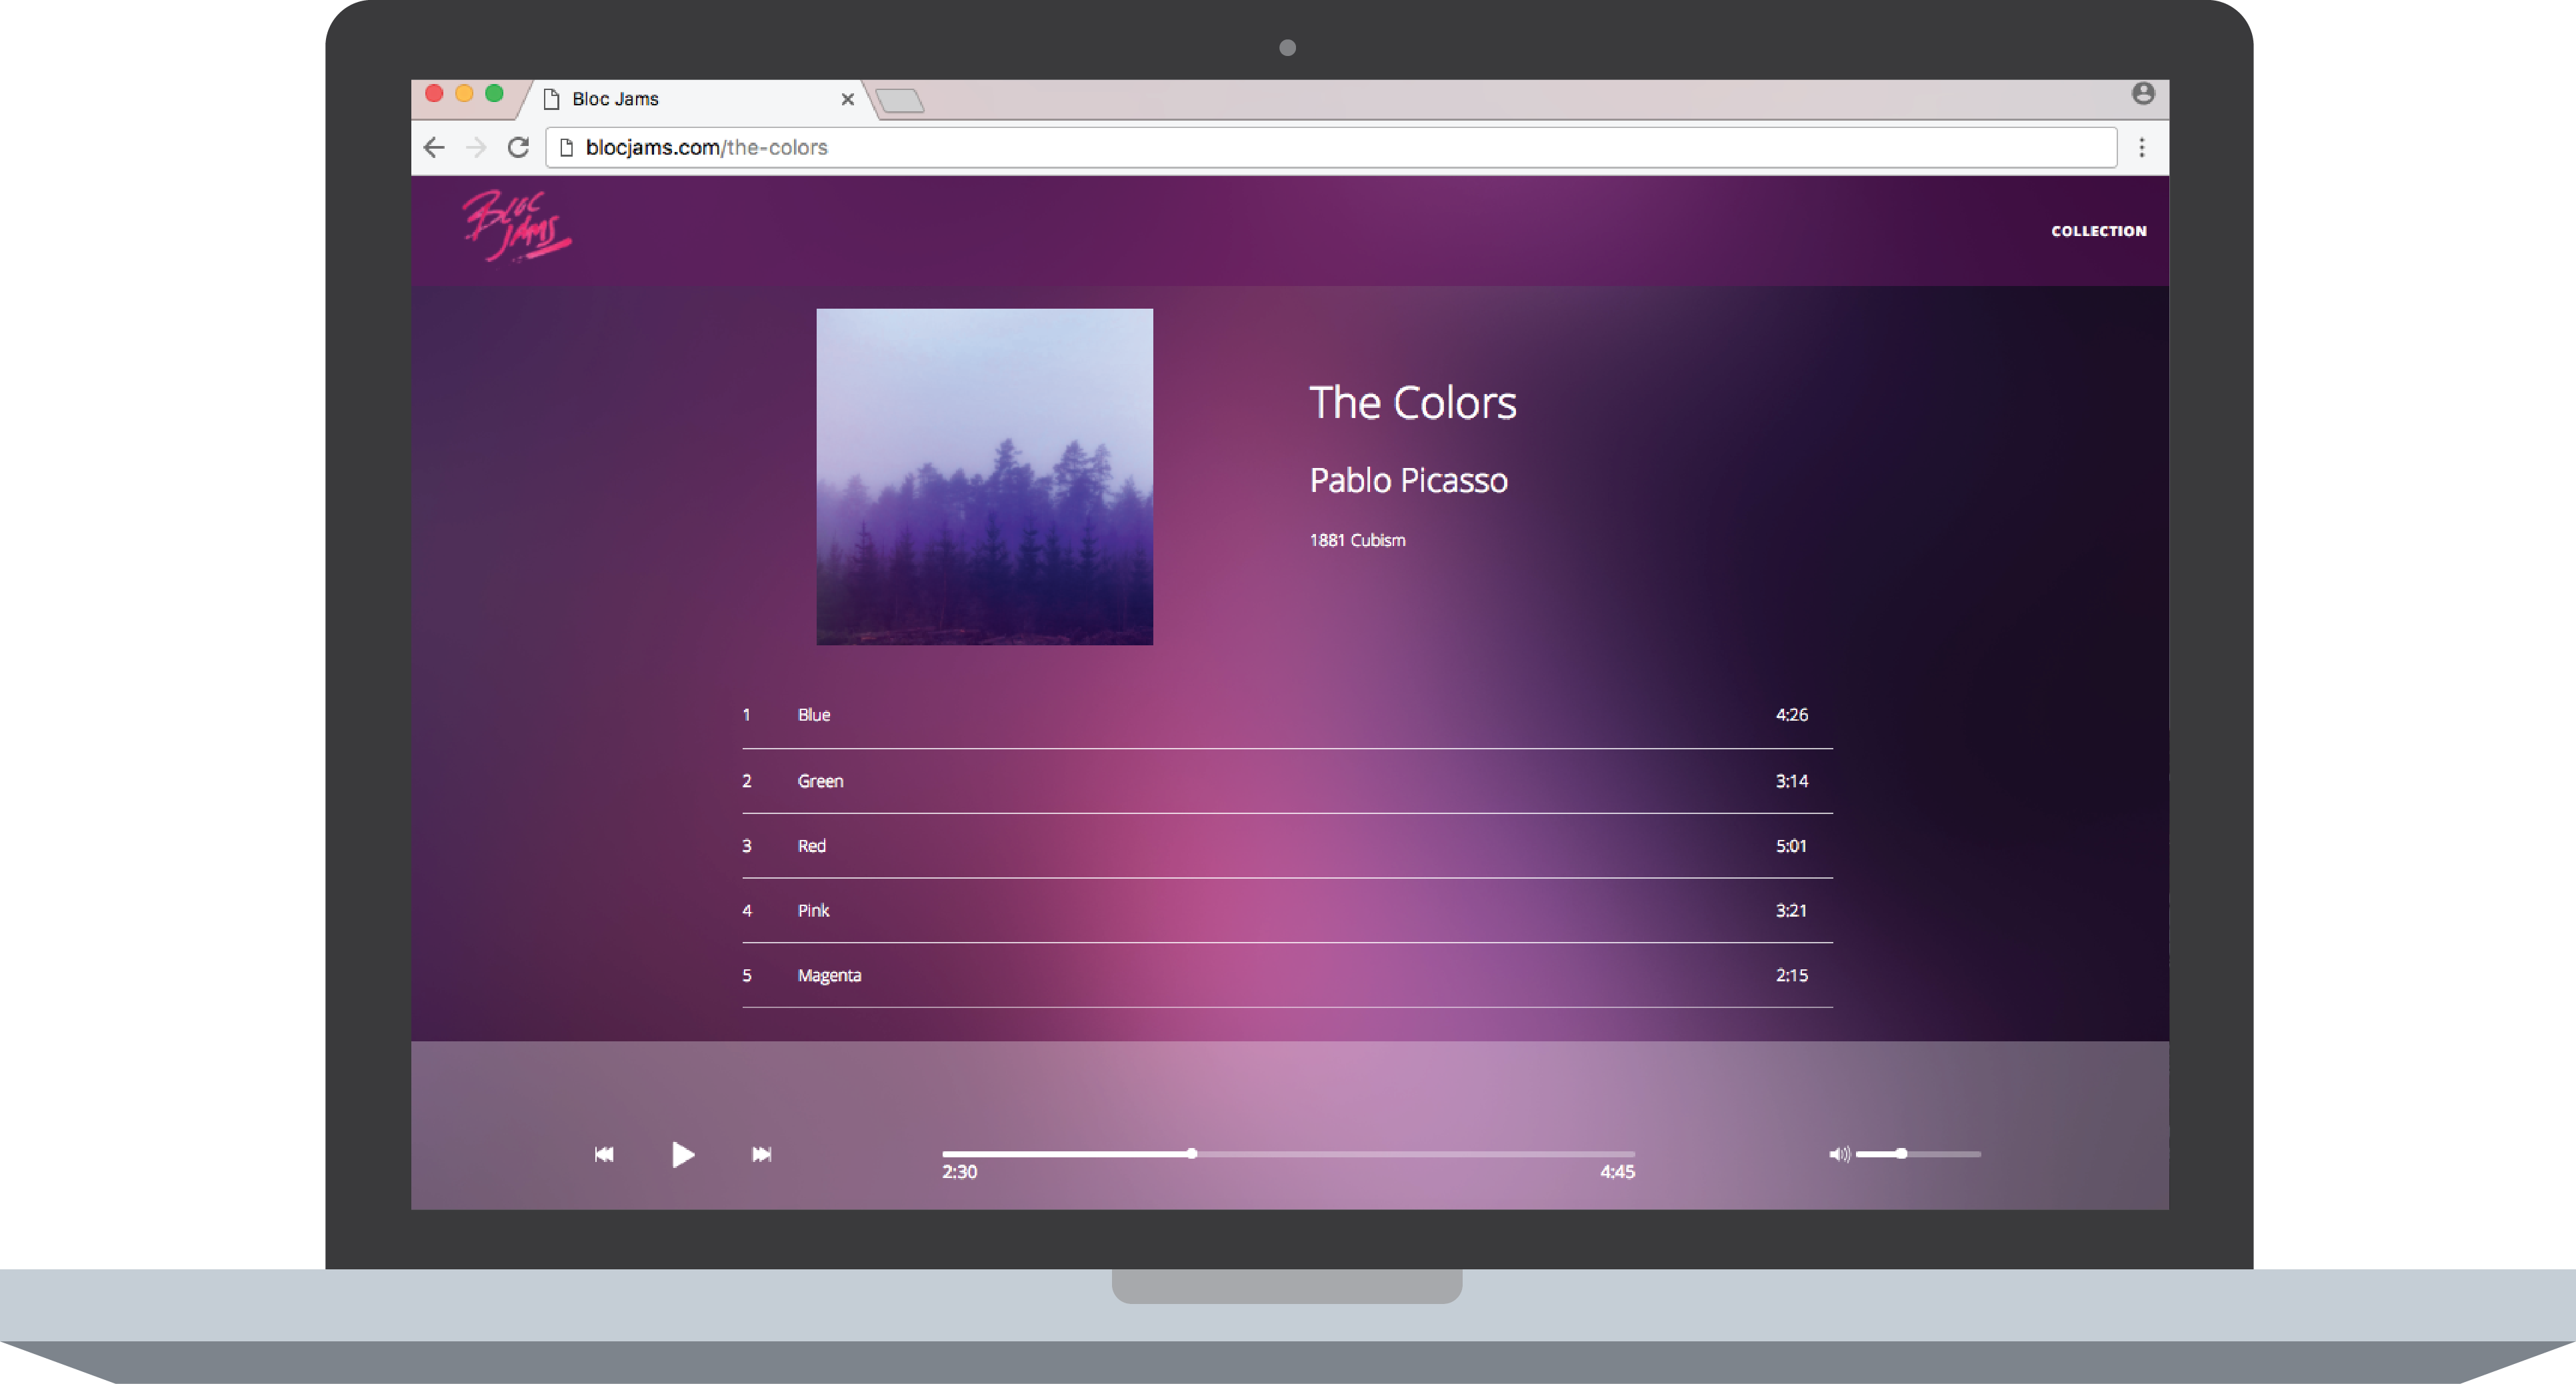 Bloc Jams
blocjams.com/the-colors
BLOC
JAMS
COLLECTION
The Colors
Pablo Picasso
1881 Cubism
1 Blue 4:26
2 Green 3:14
3 Red 5:01
4 Pink 3:21
5 Magenta 2:15
2:30 4:45